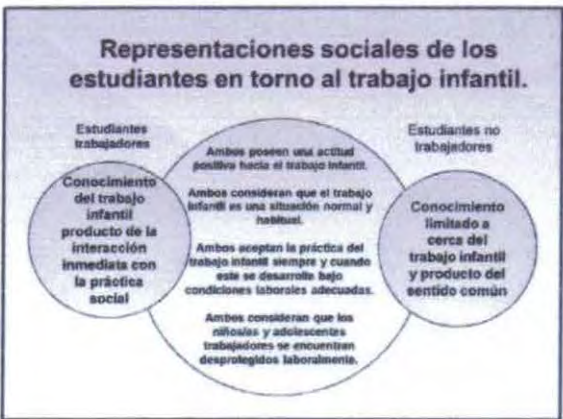 Representaciones sociales de los
estudiantes en torno al trabajo infantil.
Estudiantes
trabajadores
Conocimiento
del trabajo
infantil
producto de la
interacción
inmediata con
la práctica
social
Ambos poseen una actitud
positiva hacia el trabajo infantil.
Ambos consideran que el trabajo
infantil es una situación normal y
habitual.
Ambos aceptan la práctica del
trabajo infantil siempre y cuando
este se desarrolle bajo
condiciones laborales adecuadas.
Ambos consideran que los
niños/as y adolescentes
trabajadores se encuentran
desprotegidos laboralmente.
Estudiantes no
trabajadores
Conocimiento
limitado a
cerca del
trabajo infantil
y producto del
sentido común